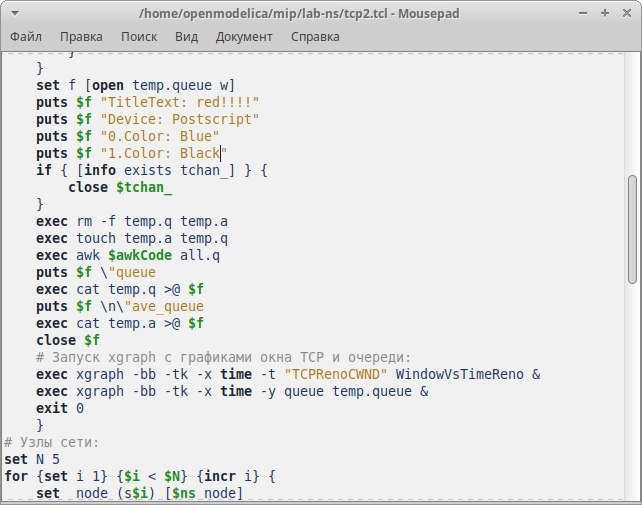 /home/openmodelica/mip/lab-ns/tcp2.tcl - Mousepad
Файл Правка Поиск Вид Документ Справка
}
}
set f [open temp.queue w]
puts $f "TitleText: red!!!!"
puts $f "Device: Postscript"
puts $f "0.Color: Blue"
puts $f "1.Color: Black"
if { [info exists tchan_] } {
close $tchan_
}
exec rm -f temp.q temp.a
exec touch temp.a temp.q
exec awk $awkCode all.q
puts $f \"queue
exec cat temp.q >@ $f
puts $f \n\"ave_queue
exec cat temp.a >@ $f
close $f
# Запуск xgraph с графиками окна TCP и очереди:
exec xgraph -bb -tk -x time -t "TCPRenoCWND" WindowVsTimeReno &
exec xgraph -bb -tk -x time -y queue temp.queue &
exit 0
}
# Узлы сети:
set N 5
for {set i 1} {$i < $N} {incr i} {
set node_(s$i) [$ns node]